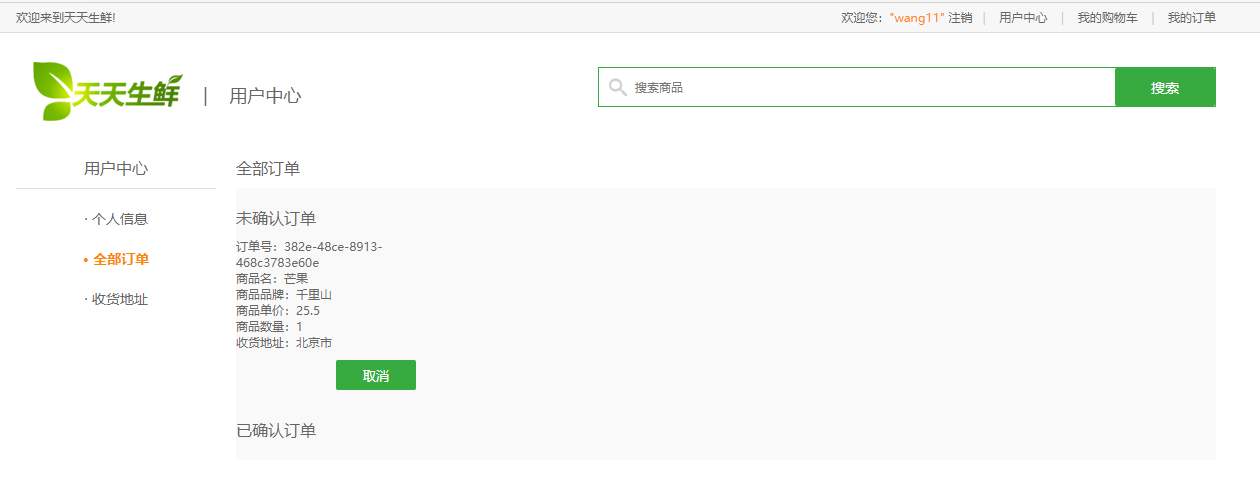 欢迎来到天天生鲜!
欢迎您："wang11" 注销 | 用户中心 | 我的购物车 | 我的订单
天天生鲜 | 用户中心
搜索商品 搜索
用户中心
· 个人信息
• 全部订单
· 收货地址
全部订单
未确认订单
订单号：382e-48ce-8913-
468c3783e60e
商品名：芒果
商品品牌：千里山
商品单价：25.5
商品数量：1
收货地址：北京市
取消
已确认订单